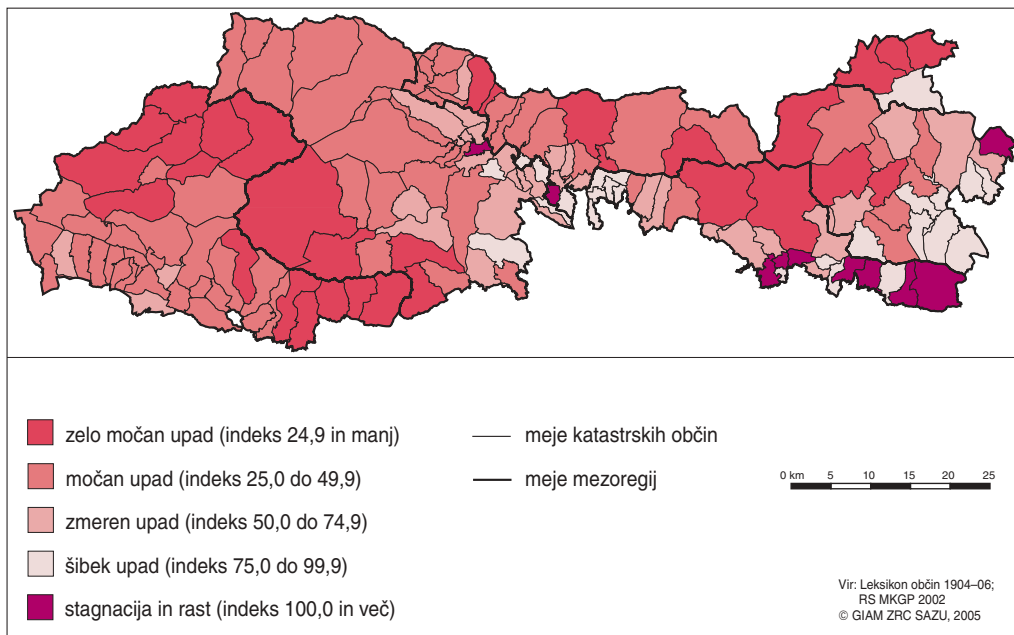 zelo močan upad (indeks 24,9 in manj)
močan upad (indeks 25,0 do 49,9)
zmeren upad (indeks 50,0 do 74,9)
šibek upad (indeks 75,0 do 99,9)
stagnacija in rast (indeks 100,0 in več)
meje katastrskih občin
meje mezoregij
0 km 5 10 15 20 25
Vir: Leksikon občin 1904–06;
RS MKGP 2002
© GIAM ZRC SAZU, 2005